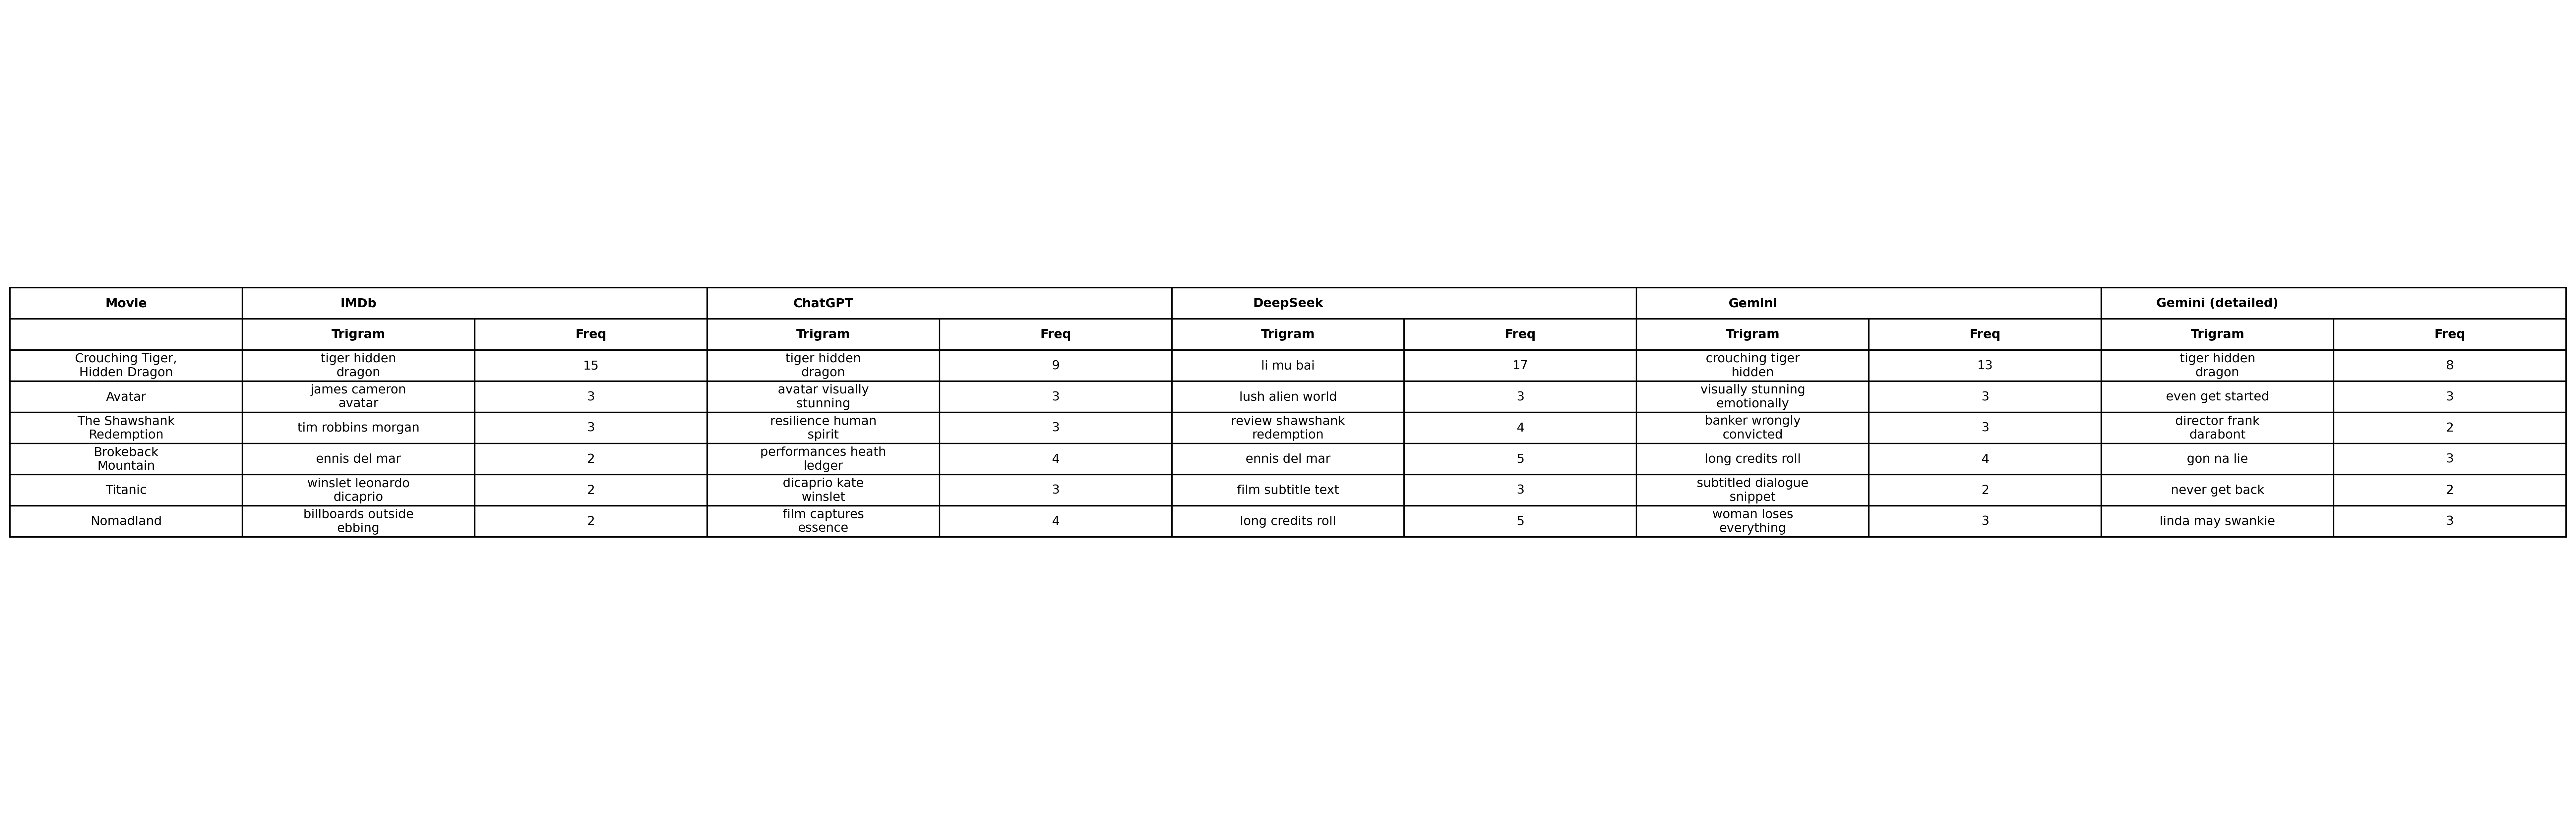 Movie IMDb ChatGPT DeepSeek Gemini Gemini (detailed)
Trigram Freq Trigram Freq Trigram Freq Trigram Freq Trigram Freq
Crouching Tiger, tiger hidden tiger hidden crouching tiger tiger hidden
Hidden Dragon dragon 15 dragon 9 li mu bai 17 hidden 13 dragon 8
james cameron avatar visually visually stunning
Avatar avatar 3 stunning 3 lush alien world 3 emotionally 3 even get started 3
The Shawshank resilience human review shawshank banker wrongly director frank
Redemption tim robbins morgan 3 spirit 3 redemption 4 convicted 3 darabont 2
Brokeback performances heath
Mountain ennis del mar 2 ledger 4 ennis del mar 5 long credits roll 4 gon na lie 3
winslet leonardo dicaprio kate subtitled dialogue
Titanic dicaprio 2 winslet 3 film subtitle text 3 snippet 2 never get back 2
billboards outside film captures woman loses
Nomadland ebbing 2 essence 4 long credits roll 5 everything 3 linda may swankie 3